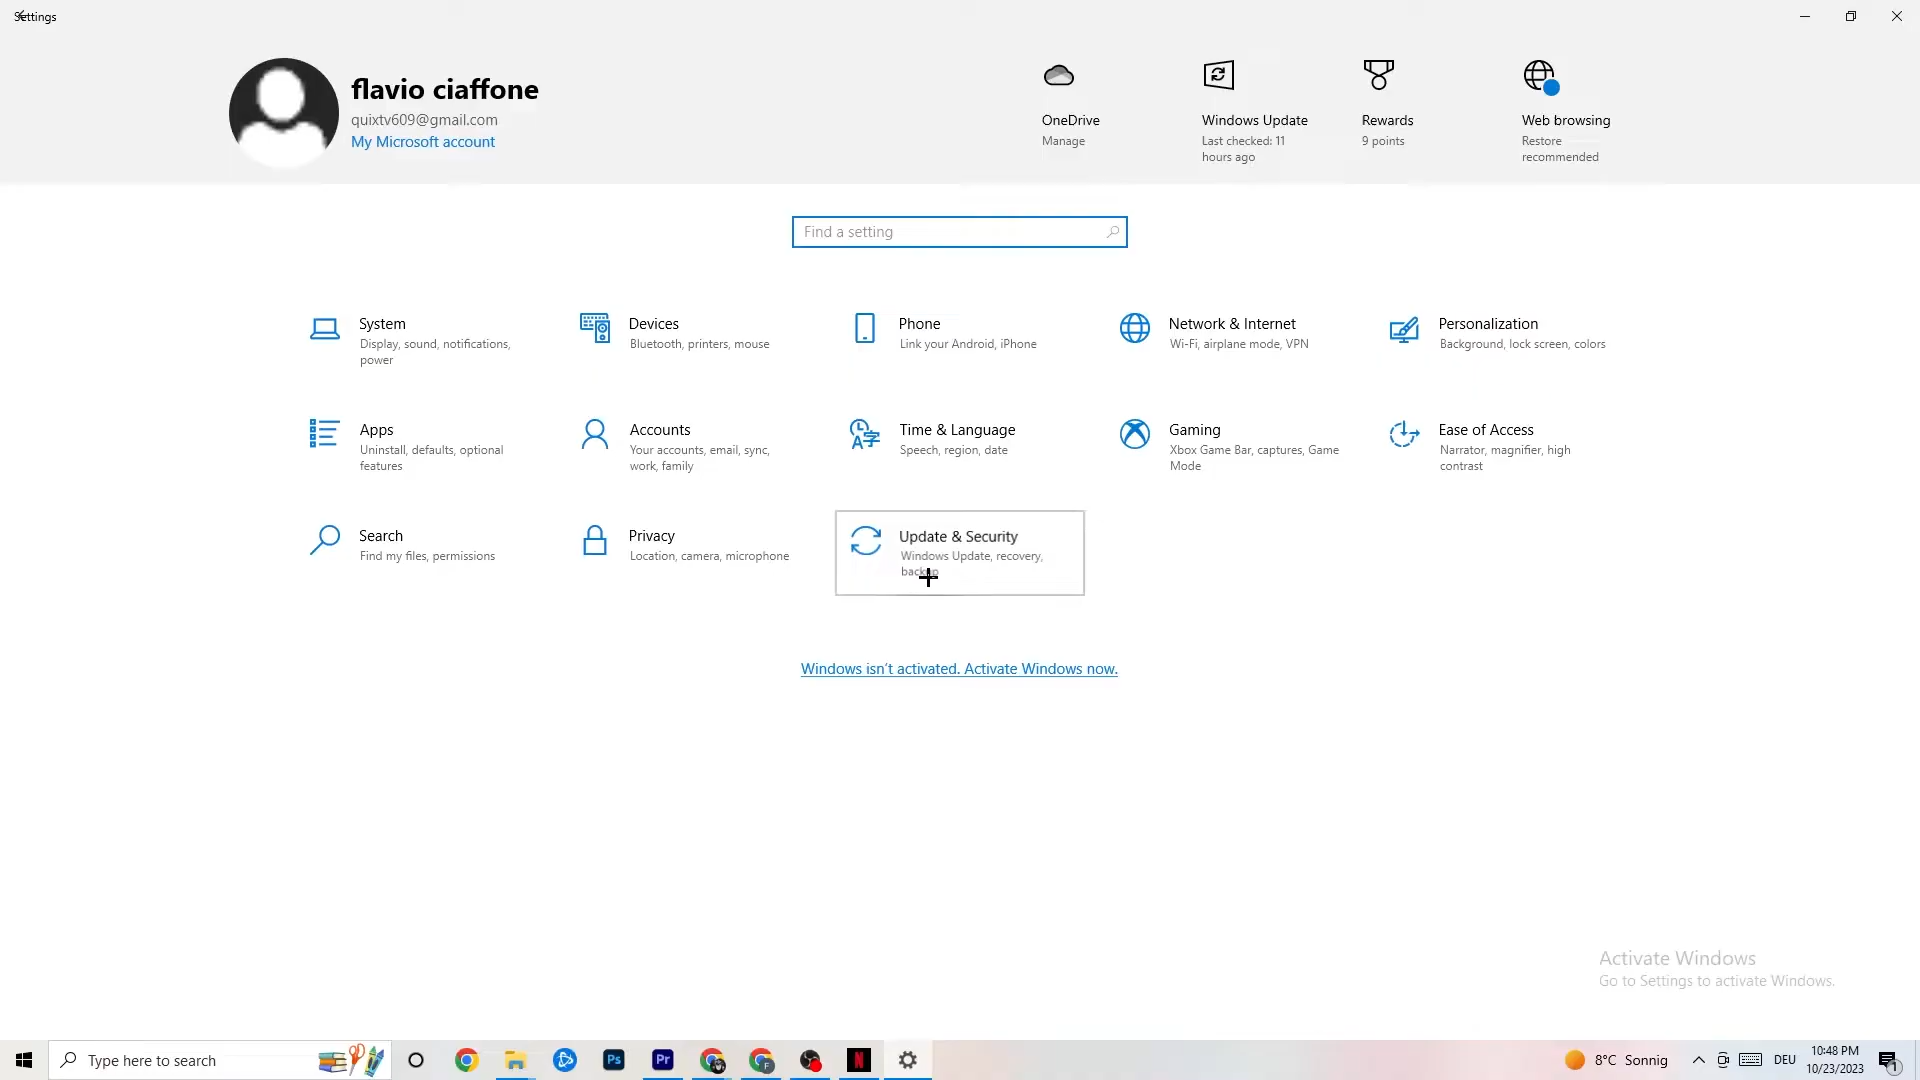 Settings
flavio ciaffone
quixtv609@gmail.com
My Microsoft account
OneDrive
Manage
Windows Update
Last checked: 11
hours ago
Rewards
9 points
Web browsing
Restore
recommended
Find a setting
System
Display, sound, notifications,
power
Devices
Bluetooth, printers, mouse
Phone
Link your Android, iPhone
Network & Internet
Wi-Fi, airplane mode, VPN
Personalization
Background, lock screen, colors
Apps
Uninstall, defaults, optional
features
Accounts
Your accounts, email, sync,
work, family
Time & Language
Speech, region, date
Gaming
Xbox Game Bar, captures, Game
Mode
Ease of Access
Narrator, magnifier, high
contrast
Search
Find my files, permissions
Privacy
Location, camera, microphone
Update & Security
Windows Update, recovery,
backup
Windows isn't activated. Activate Windows now.
Activate Windows
Go to Settings to activate Windows.
Type here to search
Ps
Pr
F
N
8°C Sonnig
DEU
10:48 PM
10/23/2023
1